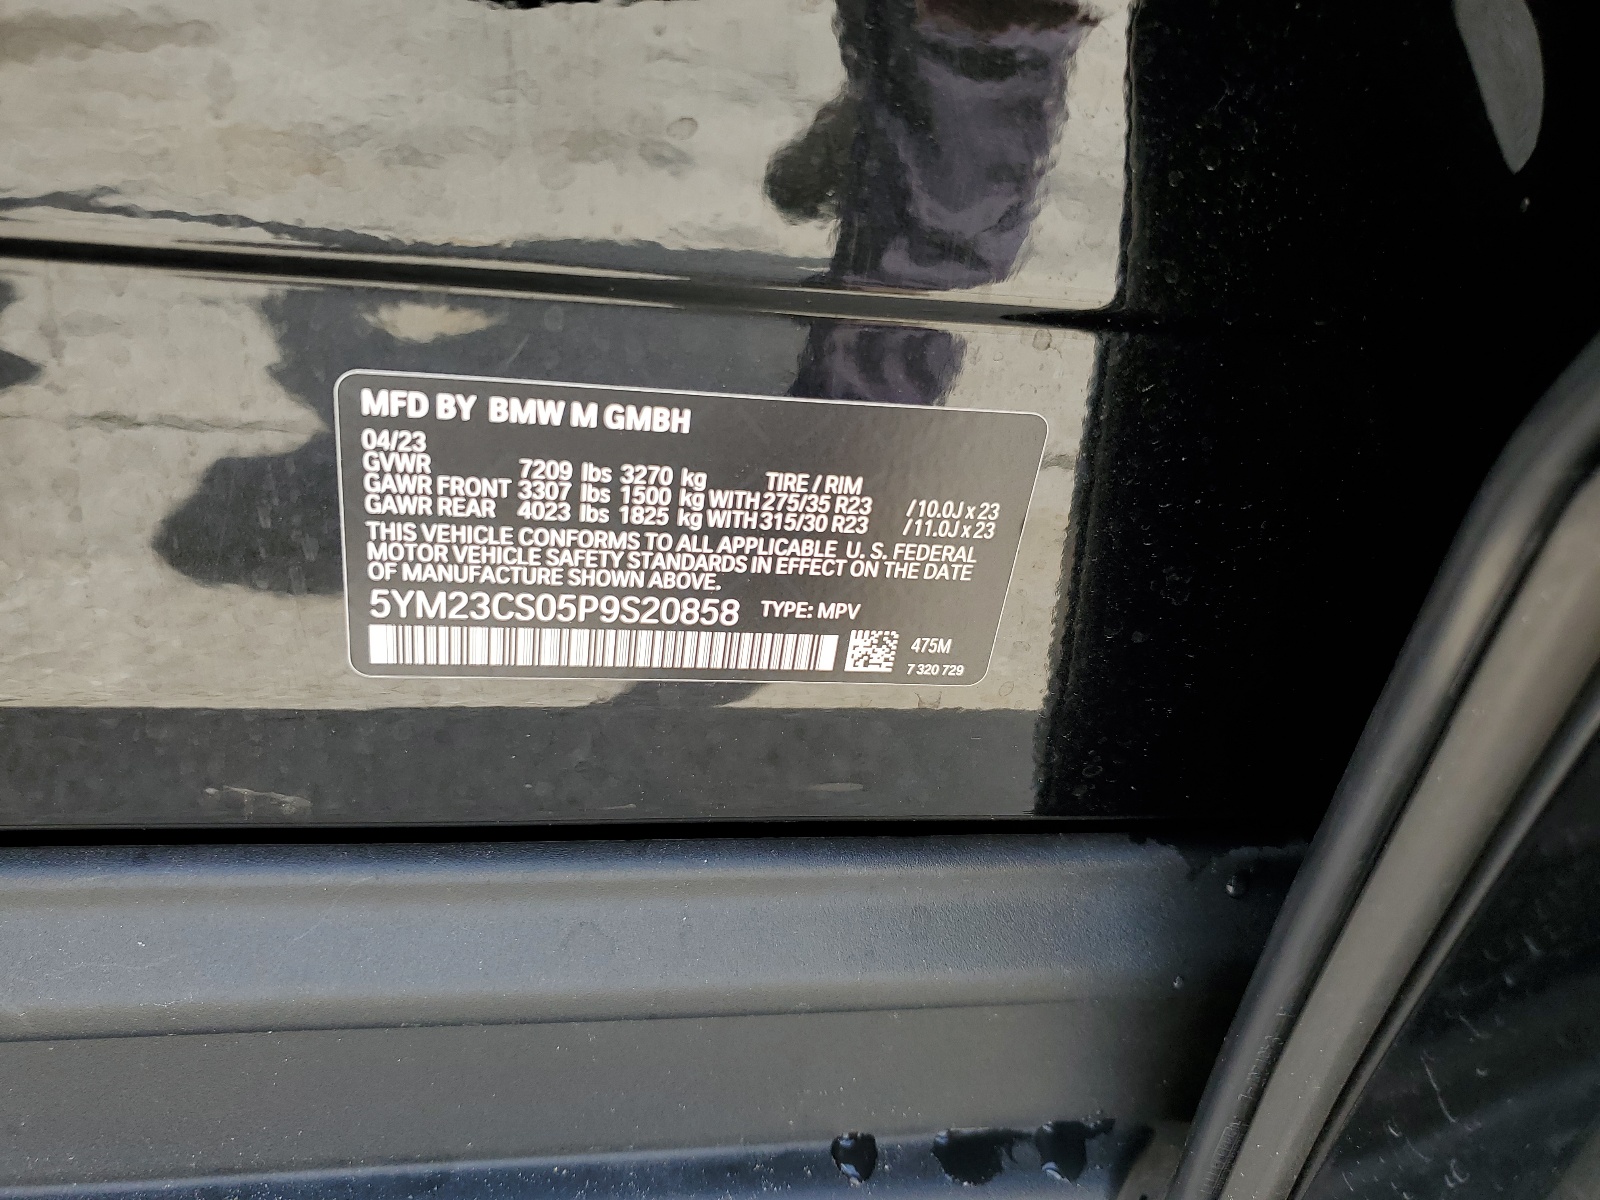 MFD BY BMW M GMBH
04/23
GVWR 7209 lbs 3270 kg TIRE / RIM
GAWR FRONT 3307 lbs 1500 kg WITH 275/35 R23 /10.0J x 23
GAWR REAR 4023 lbs 1825 kg WITH 315/30 R23 /11.0J x 23
THIS VEHICLE CONFORMS TO ALL APPLICABLE U. S. FEDERAL
MOTOR VEHICLE SAFETY STANDARDS IN EFFECT ON THE DATE
OF MANUFACTURE SHOWN ABOVE.
5YM23CS05P9S20858 TYPE: MPV
475M
7 320 729